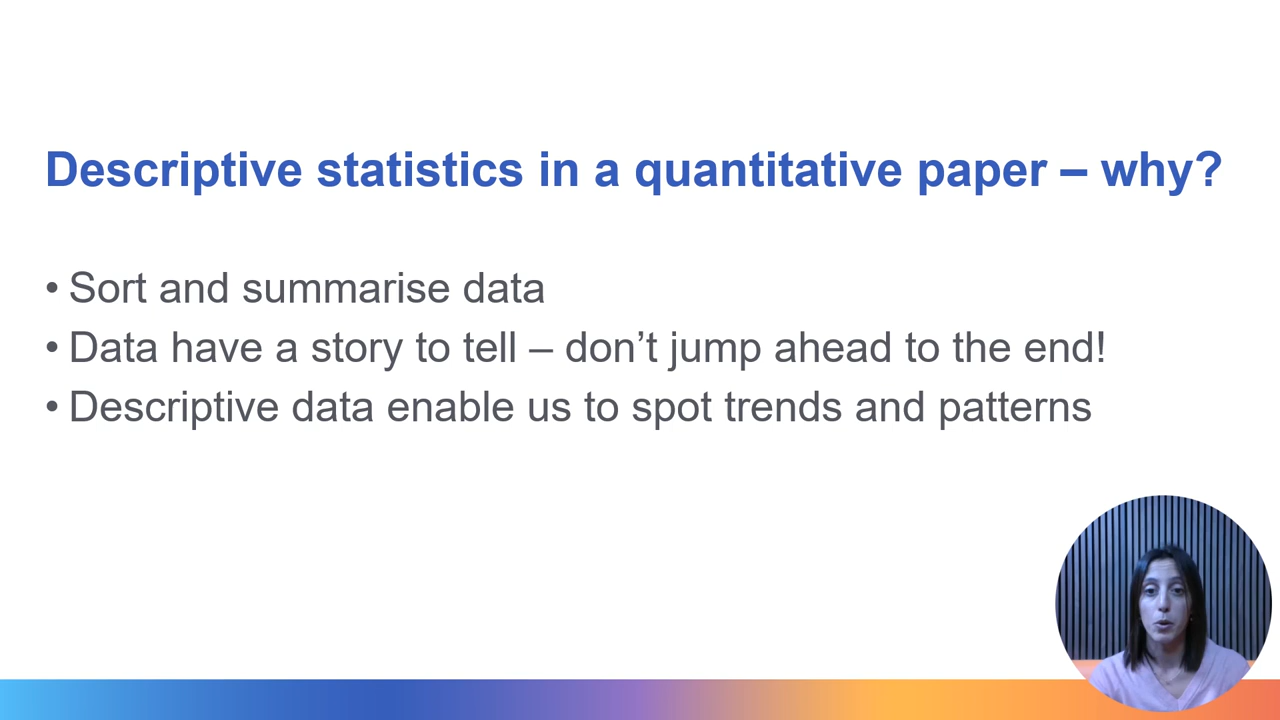 Descriptive statistics in a quantitative paper – why?
• Sort and summarise data
• Data have a story to tell – don’t jump ahead to the end!
• Descriptive data enable us to spot trends and patterns